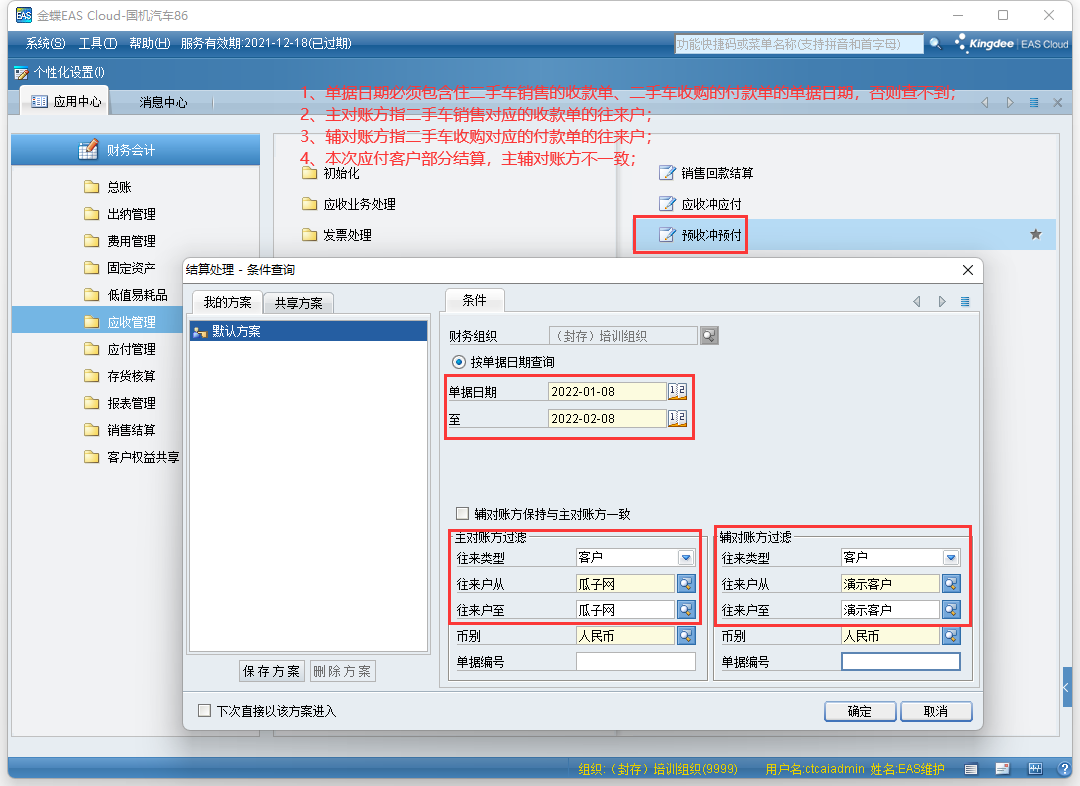 金蝶EAS Cloud-国机汽车86
系统(S) 工具(T) 帮助(H) 服务有效期:2021-12-18(已过期)
功能快捷码或菜单名称(支持拼音和首字母)
Kingdee | EAS Cloud
个性化设置(I)
应用中心
消息中心
1、单据日期必须包含住二手车销售的收款单、二手车收购的付款单的单据日期，否则查不到；
2、主对账方指二手车销售对应的收款单的往来户；
3、辅对账方指二手车收购对应的付款单的往来户；
4、本次应付客户部分结算，主辅对账方不一致；
财务会计
总账
出纳管理
费用管理
固定资产
低值易耗品
应收管理
应付管理
存货核算
报表管理
销售结算
客户权益共享
初始化
应收业务处理
发票处理
销售回款结算
应收冲应付
预收冲预付
结算处理 - 条件查询
我的方案
共享方案
默认方案
保存方案
删除方案
条件
财务组织
（封存）培训组织
按单据日期查询
单据日期
2022-01-08
至
2022-02-08
辅对账方保持与主对账方一致
主对账方过滤
往来类型
客户
往来户从
瓜子网
往来户至
瓜子网
币别
人民币
单据编号
辅对账方过滤
往来类型
客户
往来户从
演示客户
往来户至
演示客户
币别
人民币
单据编号
下次直接以该方案进入
确定
取消
组织:（封存）培训组织(9999)
用户名:ctcaiadmin 姓名:EAS维护